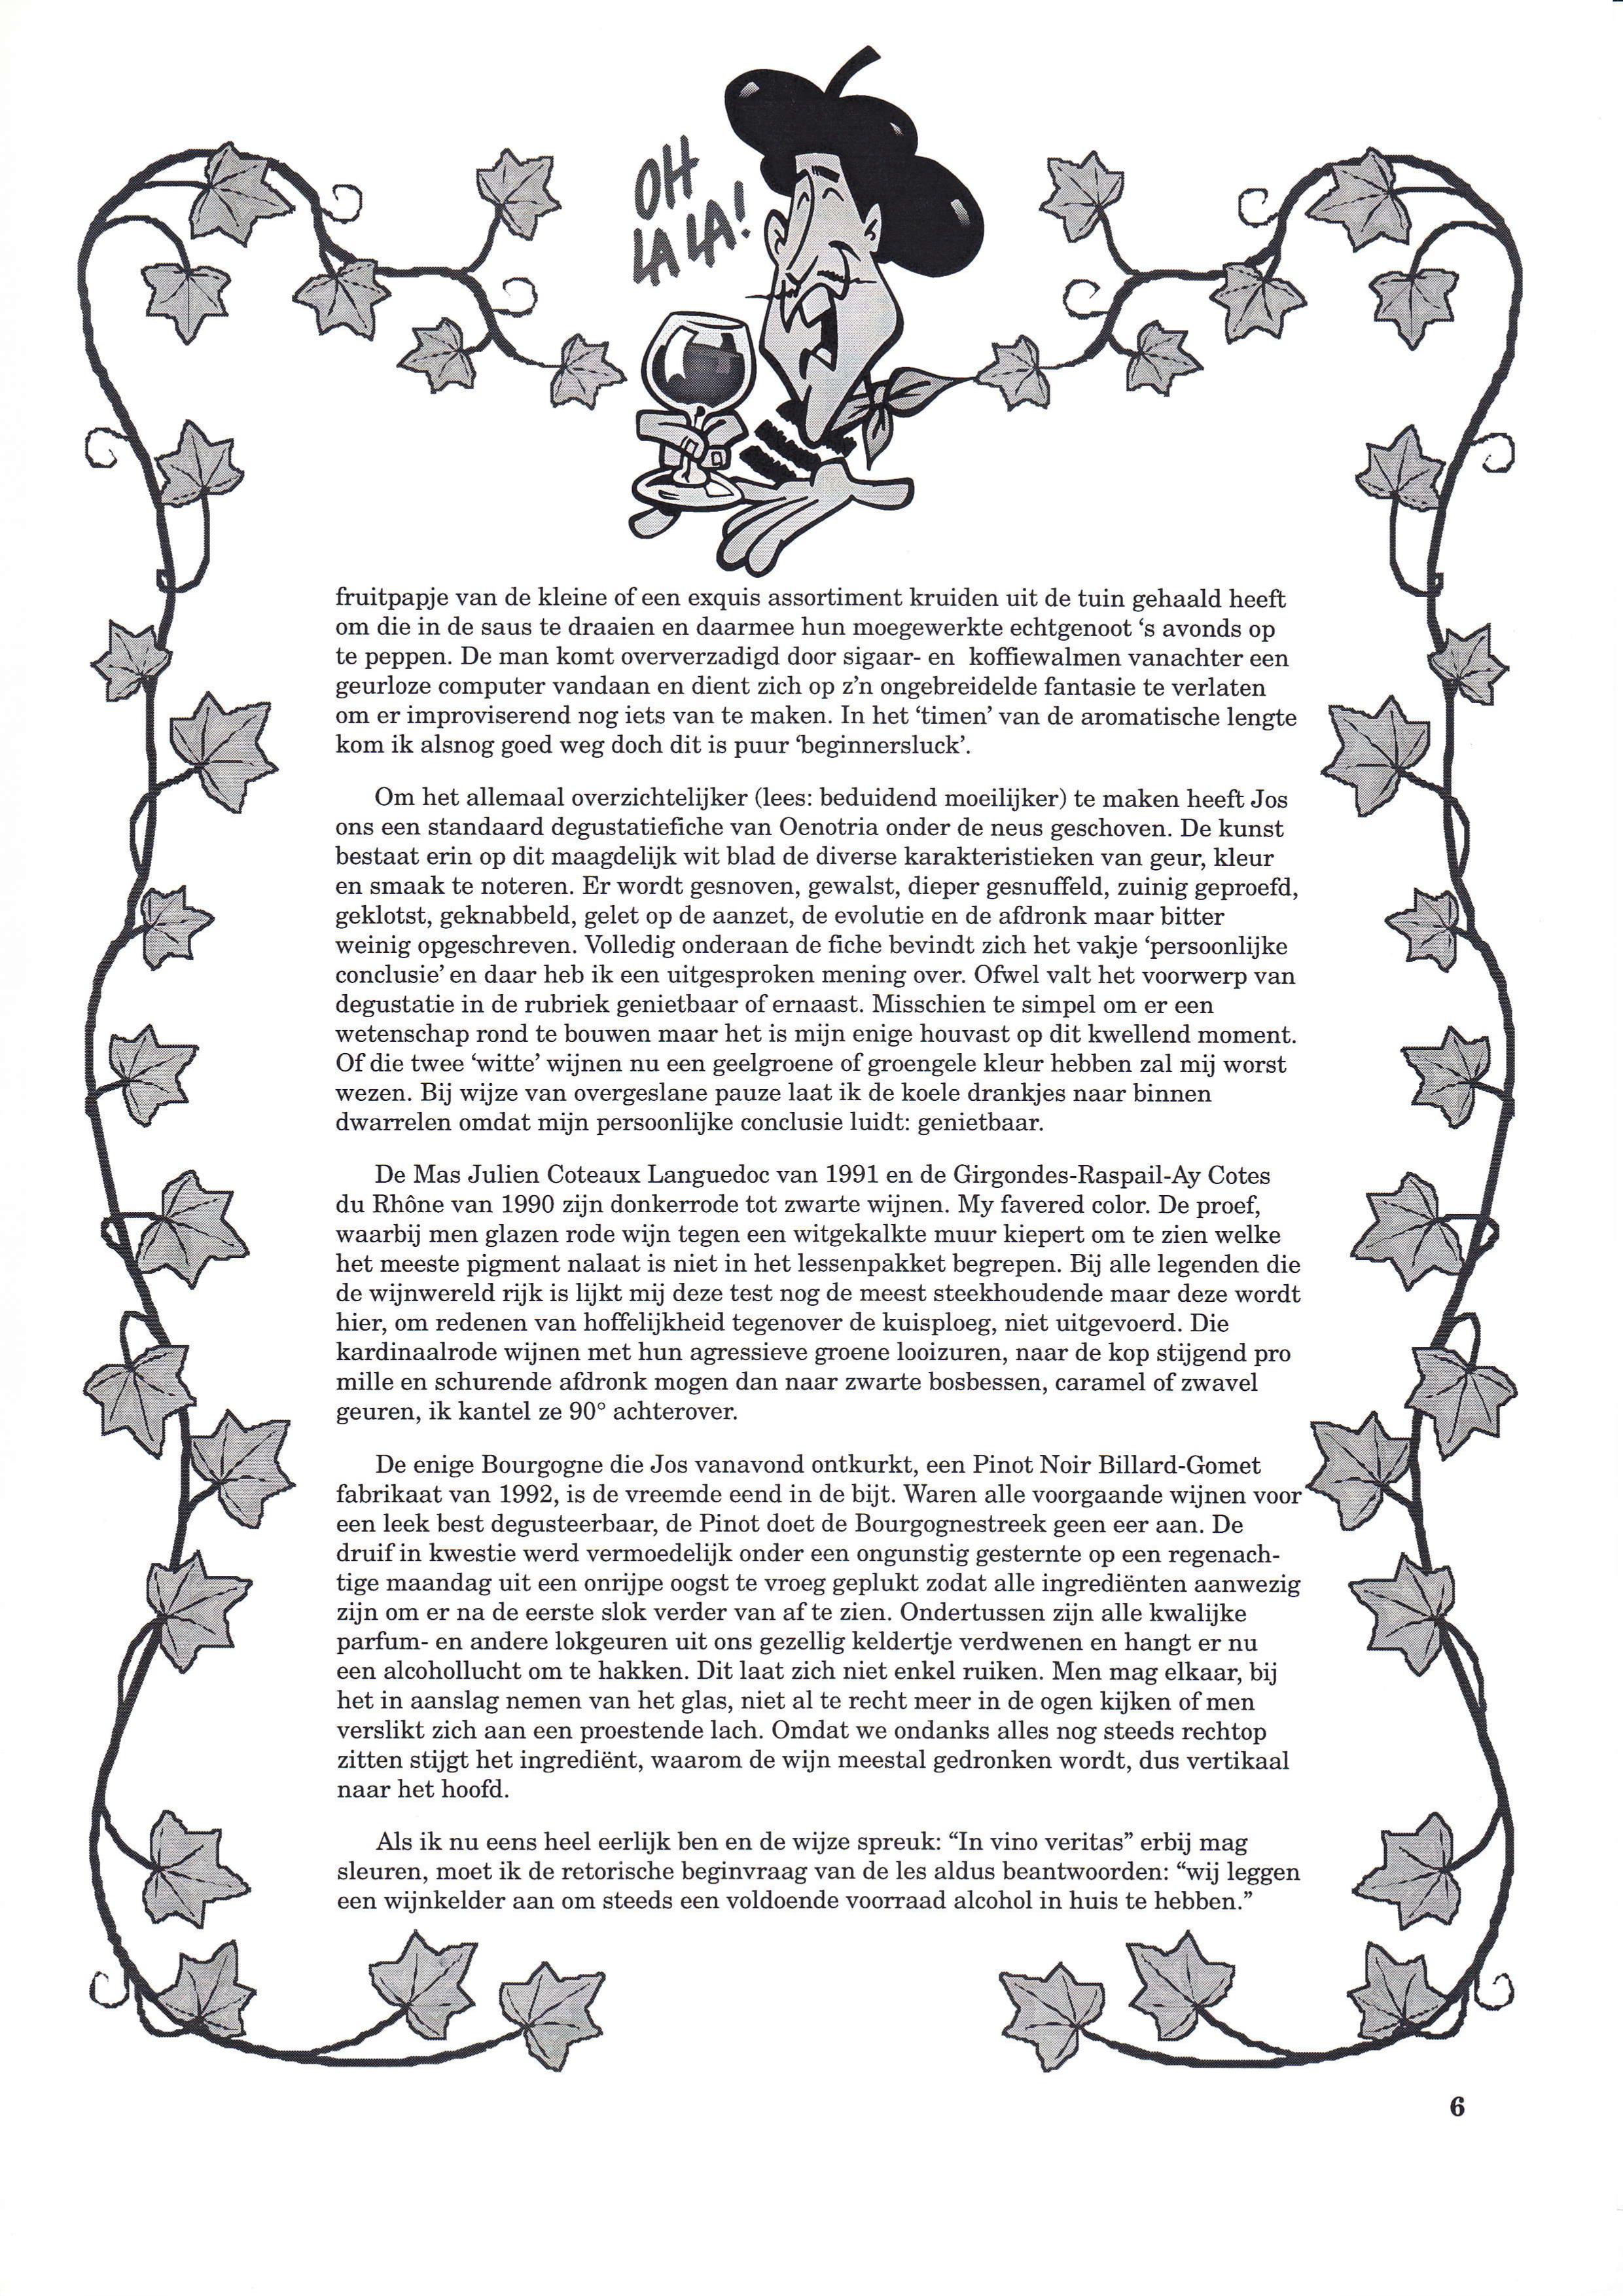 OH
LA LA!
fruitpapje van de kleine of een exquis assortiment kruiden uit de tuin gehaald heeft
om die in de saus te draaien en daarmee hun moegewerkte echtgenoot ‘s avonds op
te peppen. De man komt oververzadigd door sigaar- en koffiewalmen vanachter een
geurloze computer vandaan en dient zich op z’n ongebreidelde fantasie te verlaten
om er improviserend nog iets van te maken. In het ‘timen’ van de aromatische lengte
kom ik alsnog goed weg doch dit is puur ‘beginnersluck’.
Om het allemaal overzichtelijker (lees: beduidend moeilijker) te maken heeft Jos
ons een standaard degustatiefiche van Oenotria onder de neus geschoven. De kunst
bestaat erin op dit maagdelijk wit blad de diverse karakteristieken van geur, kleur
en smaak te noteren. Er wordt gesnoven, gewalst, dieper gesnuffeld, zuinig geproefd,
geklotst, geknabbeld, gelet op de aanzet, de evolutie en de afdronk maar bitter
weinig opgeschreven. Volledig onderaan de fiche bevindt zich het vakje ‘persoonlijke
conclusie’ en daar heb ik een uitgesproken mening over. Ofwel valt het voorwerp van
degustatie in de rubriek genietbaar of ernaast. Misschien te simpel om er een
wetenschap rond te bouwen maar het is mijn enige houvast op dit kwellend moment.
Of die twee ‘witte’ wijnen nu een geelgroene of groengele kleur hebben zal mij worst
wezen. Bij wijze van overgeslane pauze laat ik de koele drankjes naar binnen
dwarrelen omdat mijn persoonlijke conclusie luidt: genietbaar.
De Mas Julien Coteaux Languedoc van 1991 en de Girgondes-Raspail-Ay Cotes
du Rhône van 1990 zijn donkerrode tot zwarte wijnen. My favered color. De proef,
waarbij men glazen rode wijn tegen een witgekalkte muur kiepert om te zien welke
het meeste pigment nalaat is niet in het lessenpakket begrepen. Bij alle legenden die
de wijnwereld rijk is lijkt mij deze test nog de meest steekhoudende maar deze wordt
hier, om redenen van hoffelijkheid tegenover de kuisploeg, niet uitgevoerd. Die
kardinaalrode wijnen met hun agressieve groene looizuren, naar de kop stijgend pro
mille en schurende afdronk mogen dan naar zwarte bosbessen, caramel of zwavel
geuren, ik kantel ze 90° achterover.
De enige Bourgogne die Jos vanavond ontkurkt, een Pinot Noir Billard-Gomet
fabrikaat van 1992, is de vreemde eend in de bijt. Waren alle voorgaande wijnen voor
een leek best degusteerbaar, de Pinot doet de Bourgognestreek geen eer aan. De
druif in kwestie werd vermoedelijk onder een ongunstig gesternte op een regenach-
tige maandag uit een onrijpe oogst te vroeg geplukt zodat alle ingrediënten aanwezig
zijn om er na de eerste slok verder van af te zien. Ondertussen zijn alle kwalijke
parfum- en andere lokgeuren uit ons gezellig keldertje verdwenen en hangt er nu
een alcohollucht om te hakken. Dit laat zich niet enkel ruiken. Men mag elkaar, bij
het in aanslag nemen van het glas, niet al te recht meer in de ogen kijken of men
verslikt zich aan een proestende lach. Omdat we ondanks alles nog steeds rechtop
zitten stijgt het ingrediënt, waarom de wijn meestal gedronken wordt, dus vertikaal
naar het hoofd.
Als ik nu eens heel eerlijk ben en de wijze spreuk: “In vino veritas” erbij mag
sleuren, moet ik de retorische beginvraag van de les aldus beantwoorden: “wij leggen
een wijnkelder aan om steeds een voldoende voorraad alcohol in huis te hebben.”
6